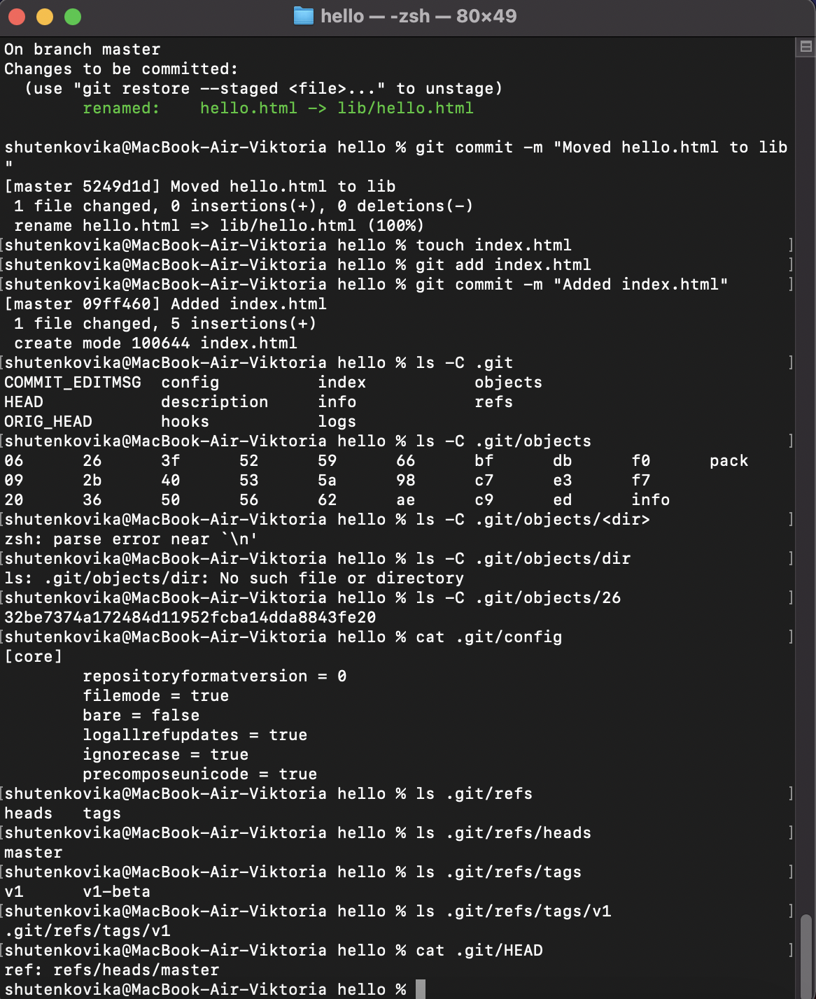 hello — -zsh — 80×49
On branch master
Changes to be committed:
  (use "git restore --staged <file>..." to unstage)
        renamed:    hello.html -> lib/hello.html

shutenkovika@MacBook-Air-Viktoria hello % git commit -m "Moved hello.html to lib
"
[master 5249d1d] Moved hello.html to lib
 1 file changed, 0 insertions(+), 0 deletions(-)
 rename hello.html => lib/hello.html (100%)
[shutenkovika@MacBook-Air-Viktoria hello % touch index.html                      ]
[shutenkovika@MacBook-Air-Viktoria hello % git add index.html                    ]
[shutenkovika@MacBook-Air-Viktoria hello % git commit -m "Added index.html"      ]
[master 09ff460] Added index.html
 1 file changed, 5 insertions(+)
 create mode 100644 index.html
[shutenkovika@MacBook-Air-Viktoria hello % ls -C .git                            ]
COMMIT_EDITMSG  config          index           objects
HEAD            description     info            refs
ORIG_HEAD       hooks           logs
[shutenkovika@MacBook-Air-Viktoria hello % ls -C .git/objects                    ]
06      26      3f      52      59      66      bf      db      f0      pack
09      2b      40      53      5a      98      c7      e3      f7
20      36      50      56      62      ae      c9      ed      info
[shutenkovika@MacBook-Air-Viktoria hello % ls -C .git/objects/<dir>              ]
zsh: parse error near `\n'
[shutenkovika@MacBook-Air-Viktoria hello % ls -C .git/objects/dir                ]
ls: .git/objects/dir: No such file or directory
[shutenkovika@MacBook-Air-Viktoria hello % ls -C .git/objects/26                 ]
32be7374a172484d11952fcba14dda8843fe20
[shutenkovika@MacBook-Air-Viktoria hello % cat .git/config                       ]
[core]
        repositoryformatversion = 0
        filemode = true
        bare = false
        logallrefupdates = true
        ignorecase = true
        precomposeunicode = true
[shutenkovika@MacBook-Air-Viktoria hello % ls .git/refs                          ]
heads   tags
[shutenkovika@MacBook-Air-Viktoria hello % ls .git/refs/heads                    ]
master
[shutenkovika@MacBook-Air-Viktoria hello % ls .git/refs/tags                     ]
v1      v1-beta
[shutenkovika@MacBook-Air-Viktoria hello % ls .git/refs/tags/v1                  ]
.git/refs/tags/v1
[shutenkovika@MacBook-Air-Viktoria hello % cat .git/HEAD                         ]
ref: refs/heads/master
shutenkovika@MacBook-Air-Viktoria hello %